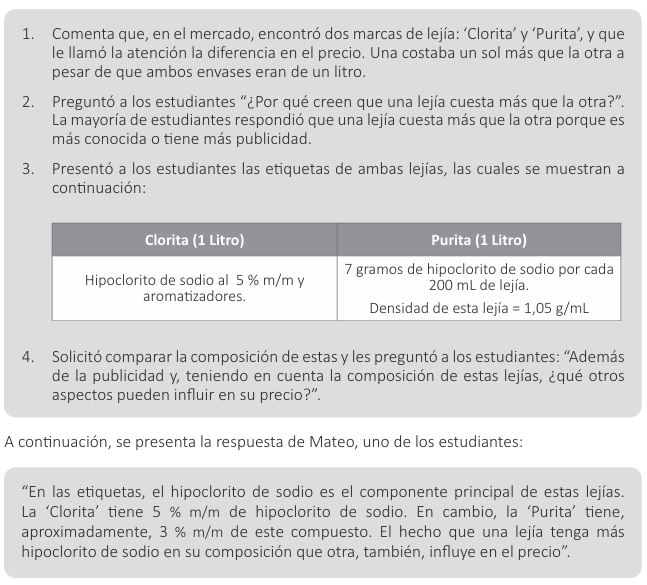 1. Comenta que, en el mercado, encontró dos marcas de lejía: ‘Clorita’ y ‘Purita’, y que
le llamó la atención la diferencia en el precio. Una costaba un sol más que la otra a
pesar de que ambos envases eran de un litro.
2. Preguntó a los estudiantes “¿Por qué creen que una lejía cuesta más que la otra?”.
La mayoría de estudiantes respondió que una lejía cuesta más que la otra porque es
más conocida o tiene más publicidad.
3. Presentó a los estudiantes las etiquetas de ambas lejías, las cuales se muestran a
continuación:
Clorita (1 Litro)
Purita (1 Litro)
Hipoclorito de sodio al 5 % m/m y
aromatizadores.
7 gramos de hipoclorito de sodio por cada
200 mL de lejía.
Densidad de esta lejía = 1,05 g/mL
4. Solicitó comparar la composición de estas y les preguntó a los estudiantes: “Además
de la publicidad y, teniendo en cuenta la composición de estas lejías, ¿qué otros
aspectos pueden influir en su precio?”.
A continuación, se presenta la respuesta de Mateo, uno de los estudiantes:
“En las etiquetas, el hipoclorito de sodio es el componente principal de estas lejías.
La ‘Clorita’ tiene 5 % m/m de hipoclorito de sodio. En cambio, la ‘Purita’ tiene,
aproximadamente, 3 % m/m de este compuesto. El hecho que una lejía tenga más
hipoclorito de sodio en su composición que otra, también, influye en el precio”.